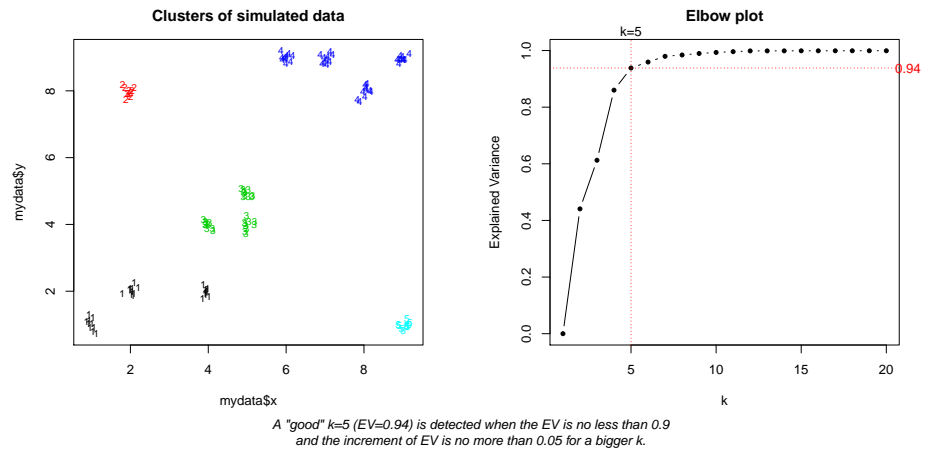 Clusters of simulated data
mydata$y
8
6
4
2
2
4
6
8
mydata$x
Elbow plot
k=5
Explained Variance
1.0
0.8
0.6
0.4
0.2
0.0
0.94
5
10
15
20
k
A "good" k=5 (EV=0.94) is detected when the EV is no less than 0.9
and the increment of EV is no more than 0.05 for a bigger k.